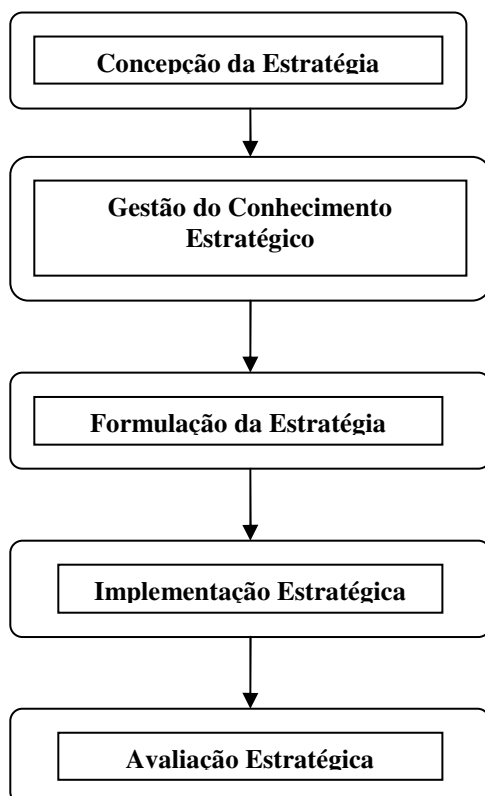 Concepção da Estratégia
Gestão do Conhecimento
Estratégico
Formulação da Estratégia
Implementação Estratégica
Avaliação Estratégica